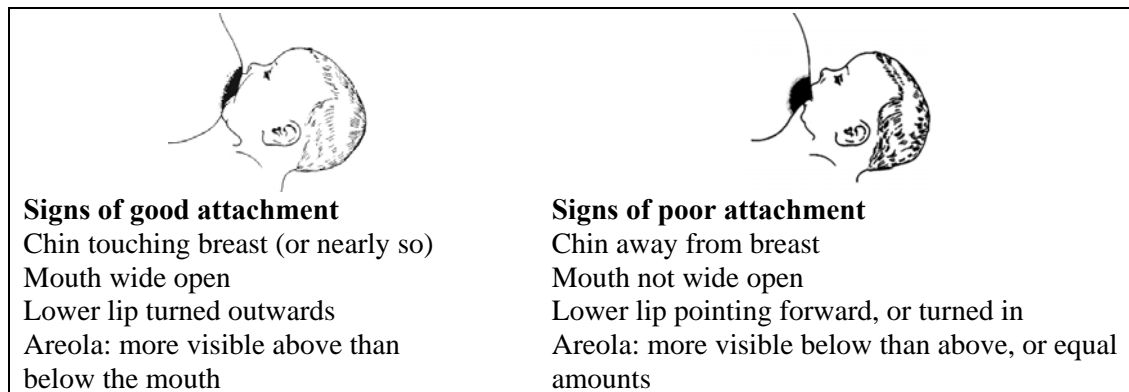 Signs of good attachment
Chin touching breast (or nearly so)
Mouth wide open
Lower lip turned outwards
Areola: more visible above than
below the mouth
Signs of poor attachment
Chin away from breast
Mouth not wide open
Lower lip pointing forward, or turned in
Areola: more visible below than above, or equal
amounts